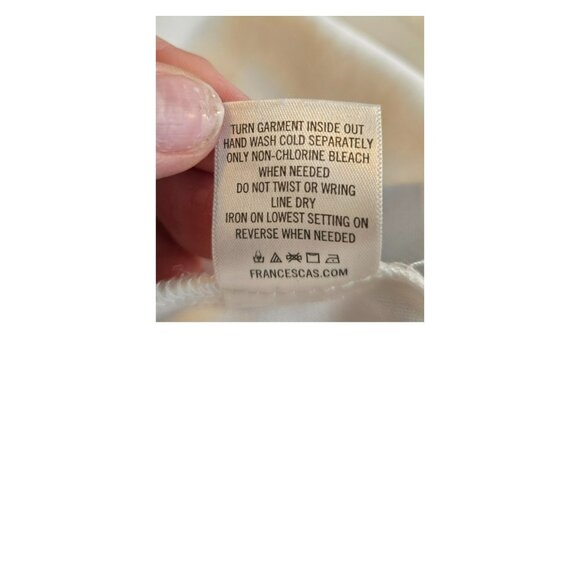 TURN GARMENT INSIDE OUT
HAND WASH COLD SEPARATELY
ONLY NON-CHLORINE BLEACH
WHEN NEEDED
DO NOT TWIST OR WRING
LINE DRY
IRON ON LOWEST SETTING ON
REVERSE WHEN NEEDED
FRANCESCAS.COM